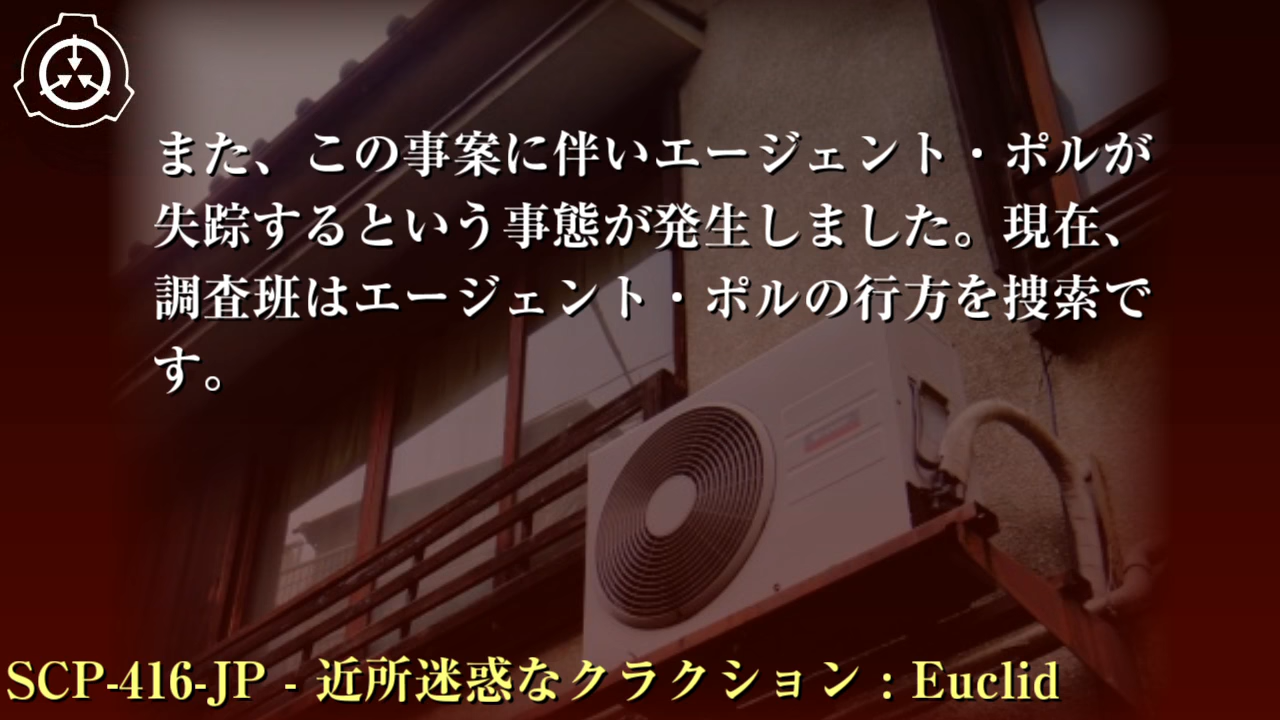 また、この事案に伴いエージェント・ポルが
失踪するという事態が発生しました。現在、
調査班はエージェント・ポルの行方を捜索で
す。
SCP-416-JP - 近所迷惑なクラクション : Euclid